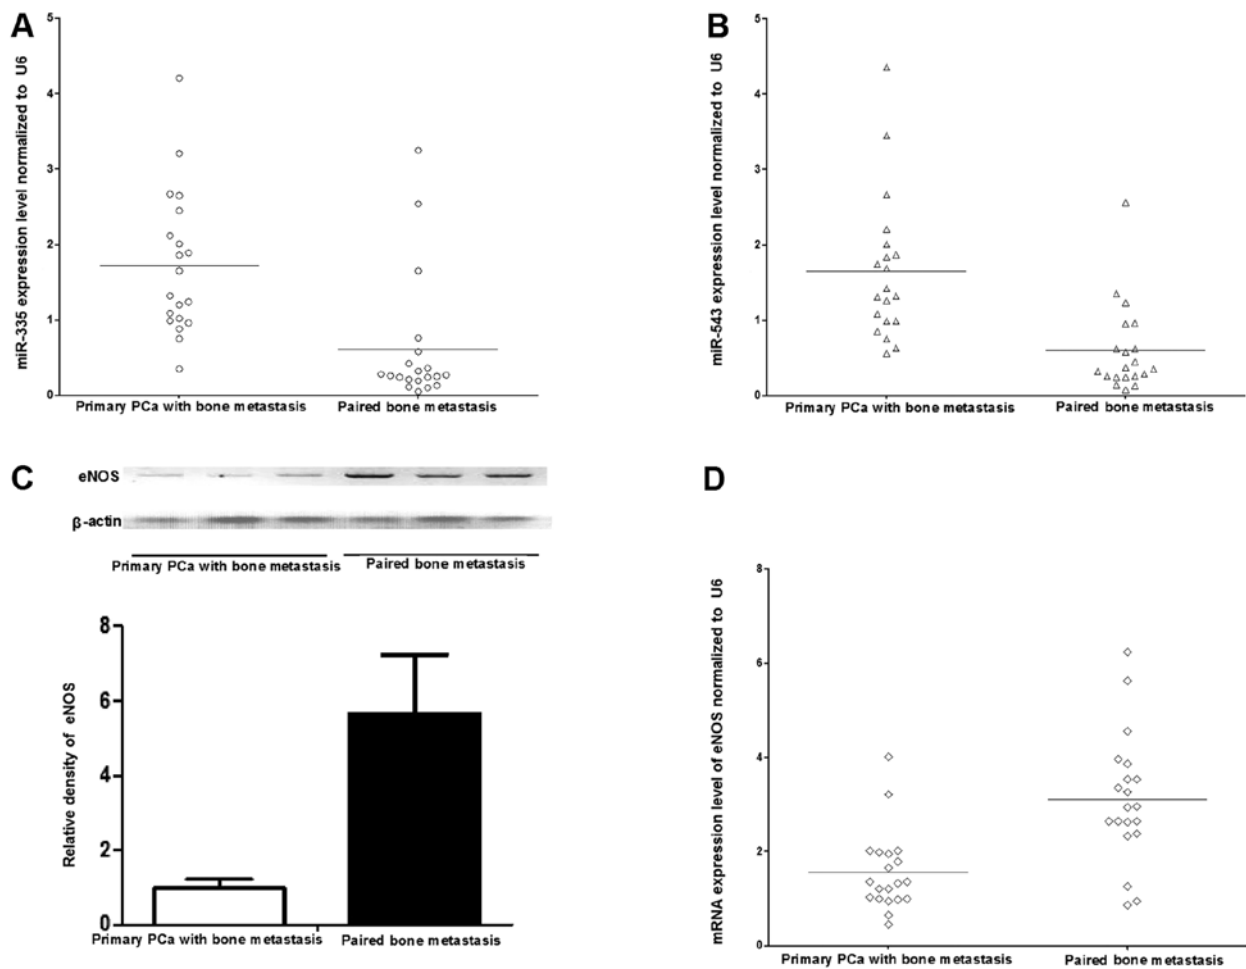 A
miR-335 expression level normalized to U6
5
4
3
2
1
0
Primary PCa with bone metastasis
Paired bone metastasis
B
miR-543 expression level normalized to U6
5
4
3
2
1
0
Primary PCa with bone metastasis
Paired bone metastasis
C
eNOS
β-actin
Primary PCa with bone metastasis
Paired bone metastasis
Relative density of eNOS
8
6
4
2
0
Primary PCa with bone metastasis
Paired bone metastasis
D
mRNA expression level of eNOS normalized to U6
8
6
4
2
0
Primary PCa with bone metastasis
Paired bone metastasis